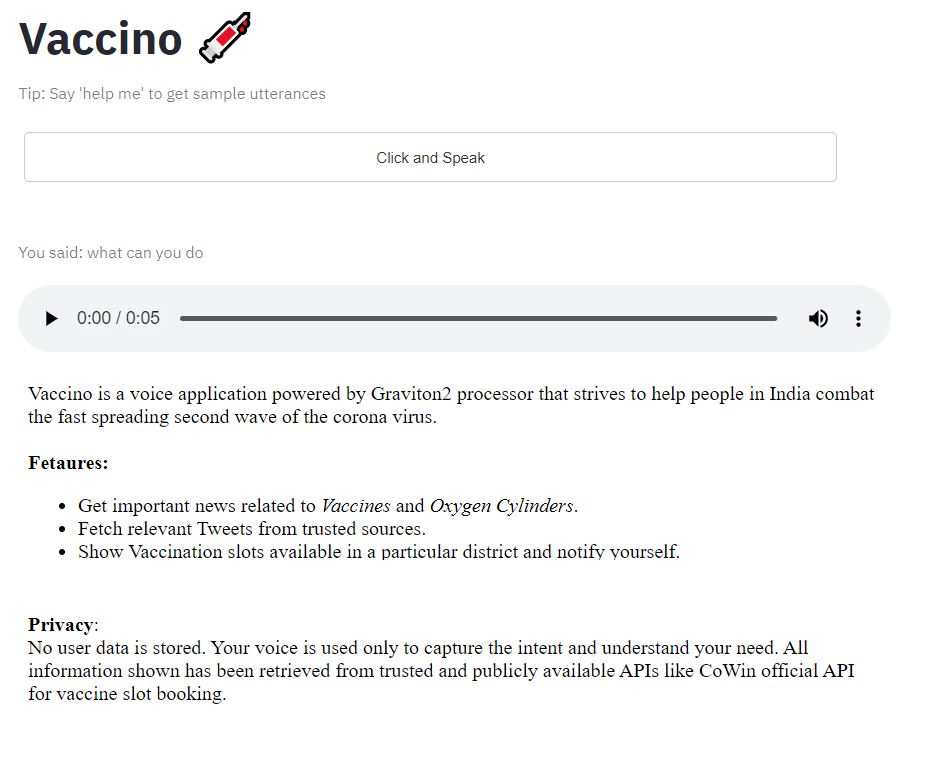 Vaccino
Tip: Say 'help me' to get sample utterances
Click and Speak
You said: what can you do
0:00 / 0:05
Vaccino is a voice application powered by Graviton2 processor that strives to help people in India combat
the fast spreading second wave of the corona virus.
Fetaures:
• Get important news related to Vaccines and Oxygen Cylinders.
• Fetch relevant Tweets from trusted sources.
• Show Vaccination slots available in a particular district and notify yourself.
Privacy:
No user data is stored. Your voice is used only to capture the intent and understand your need. All
information shown has been retrieved from trusted and publicly available APIs like CoWin official API
for vaccine slot booking.